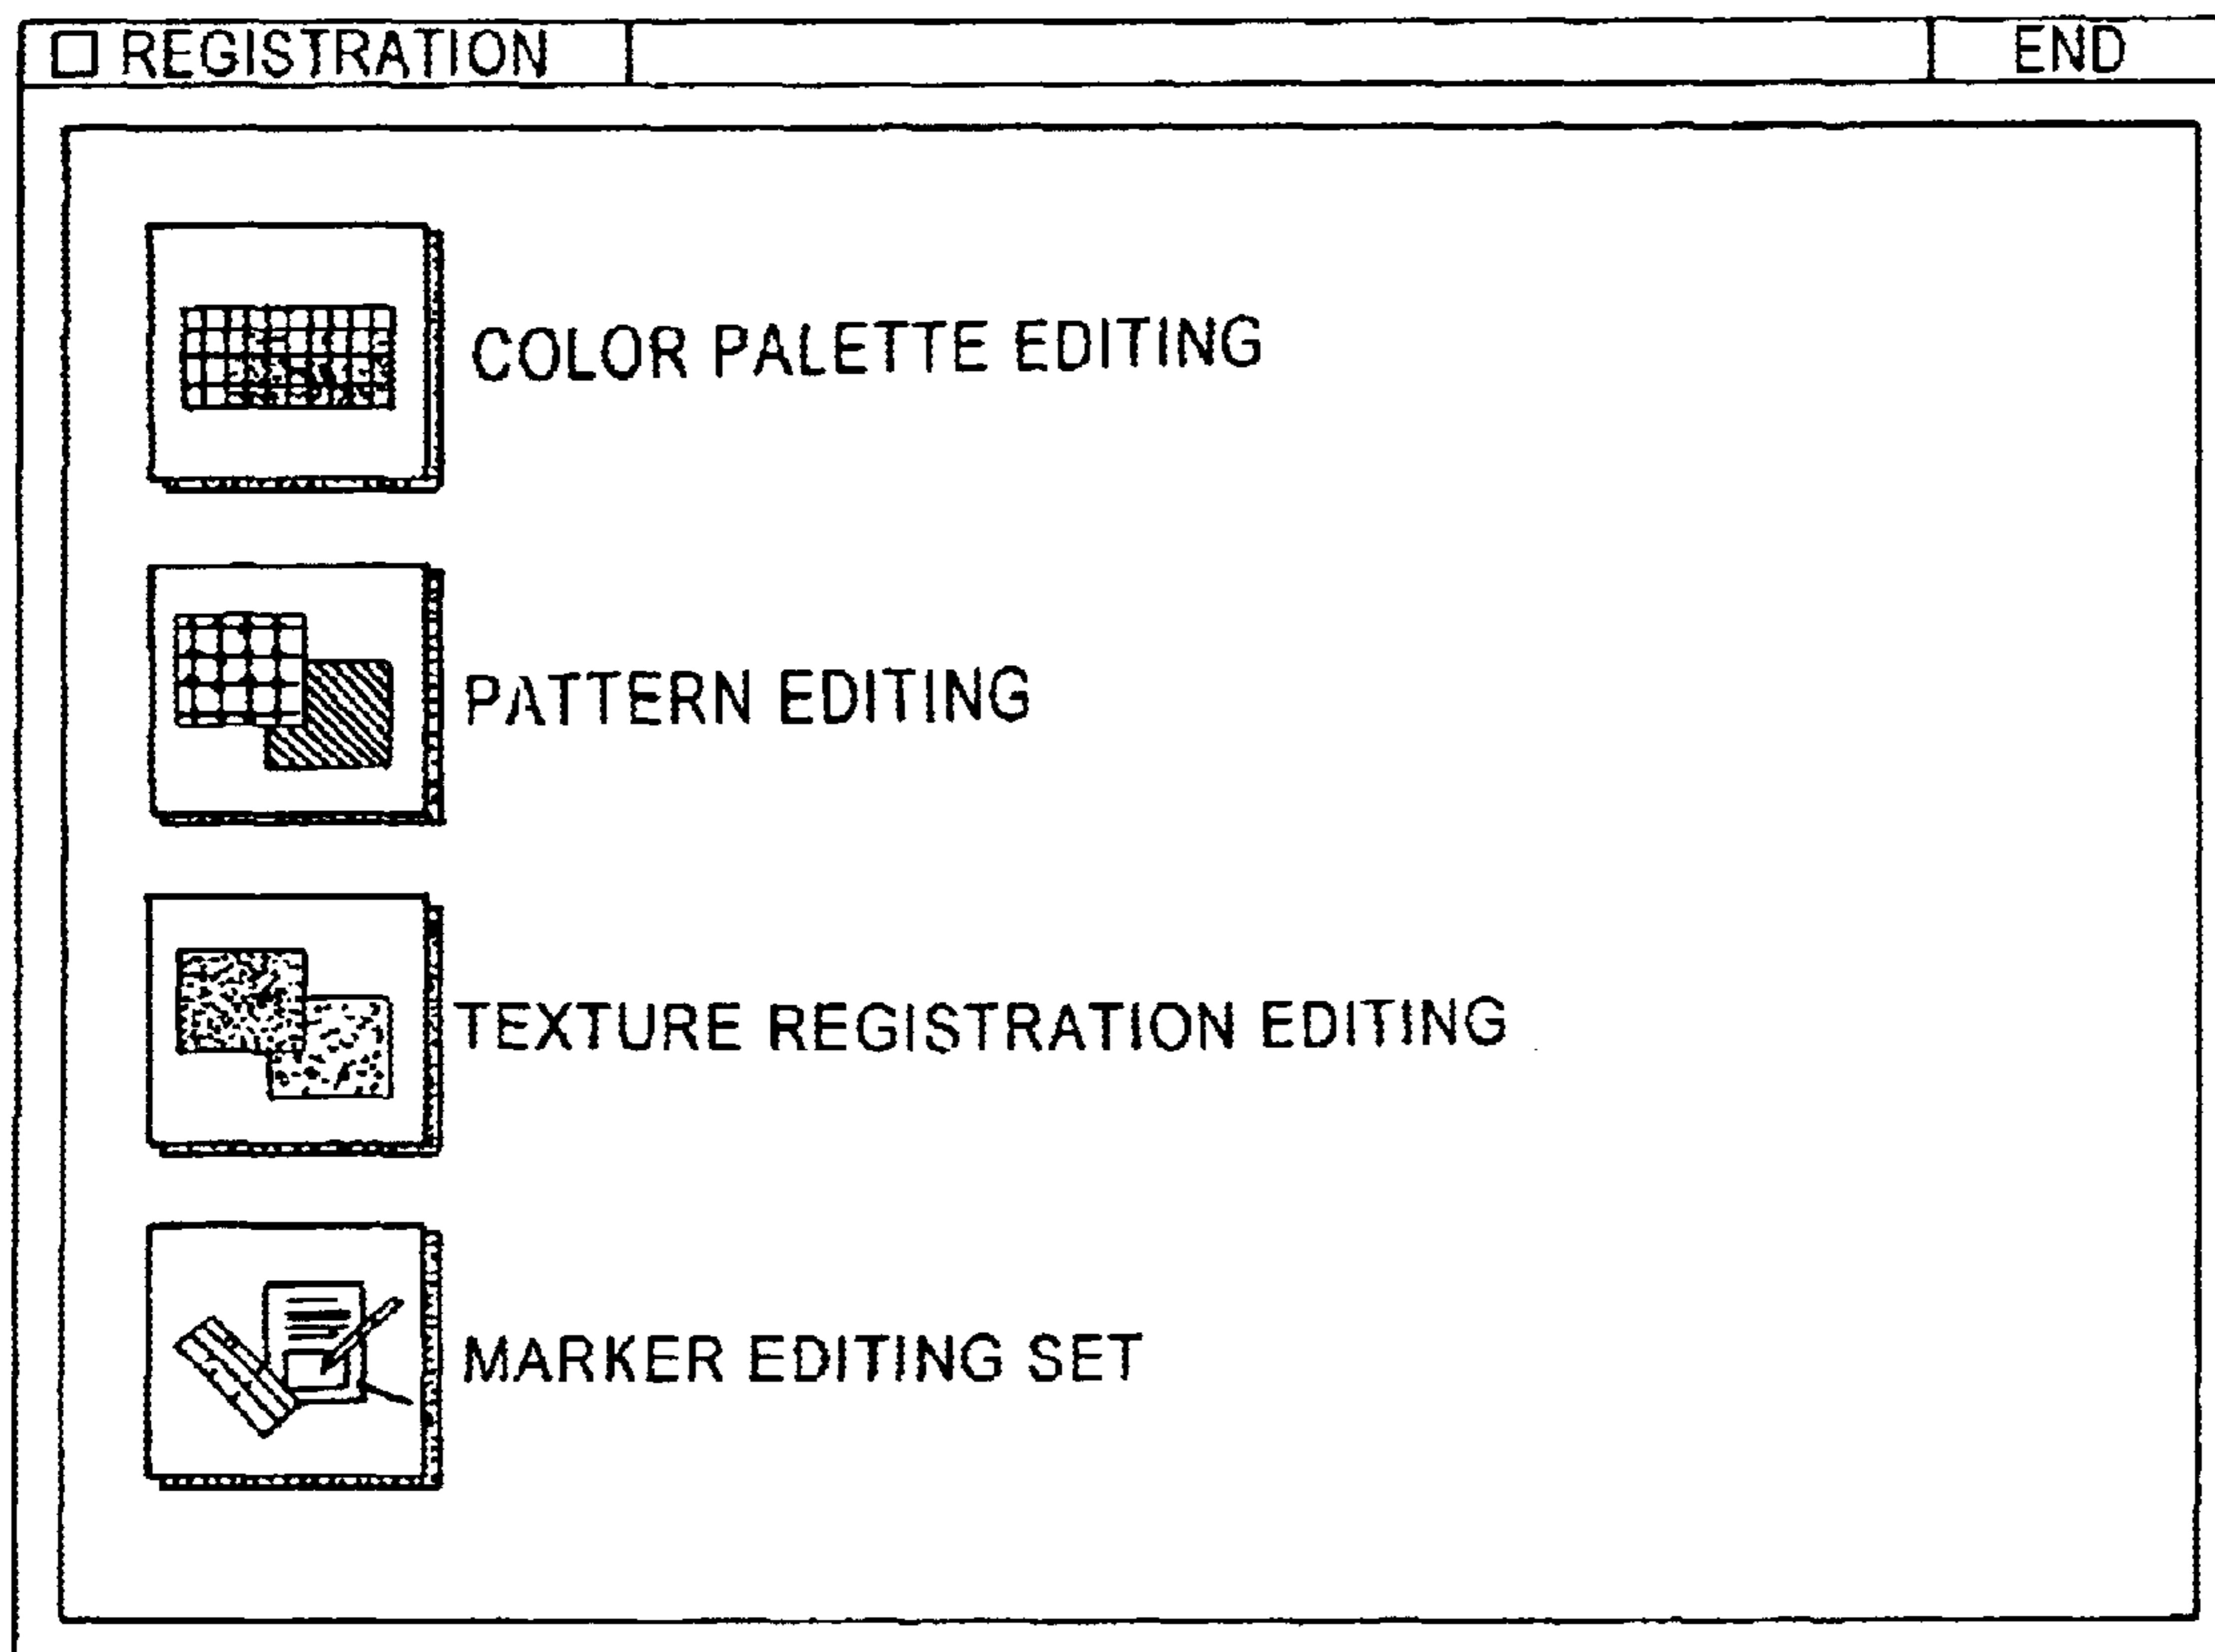 REGISTRATION END
COLOR PALETTE EDITING
PATTERN EDITING
TEXTURE REGISTRATION EDITING
MARKER EDITING SET